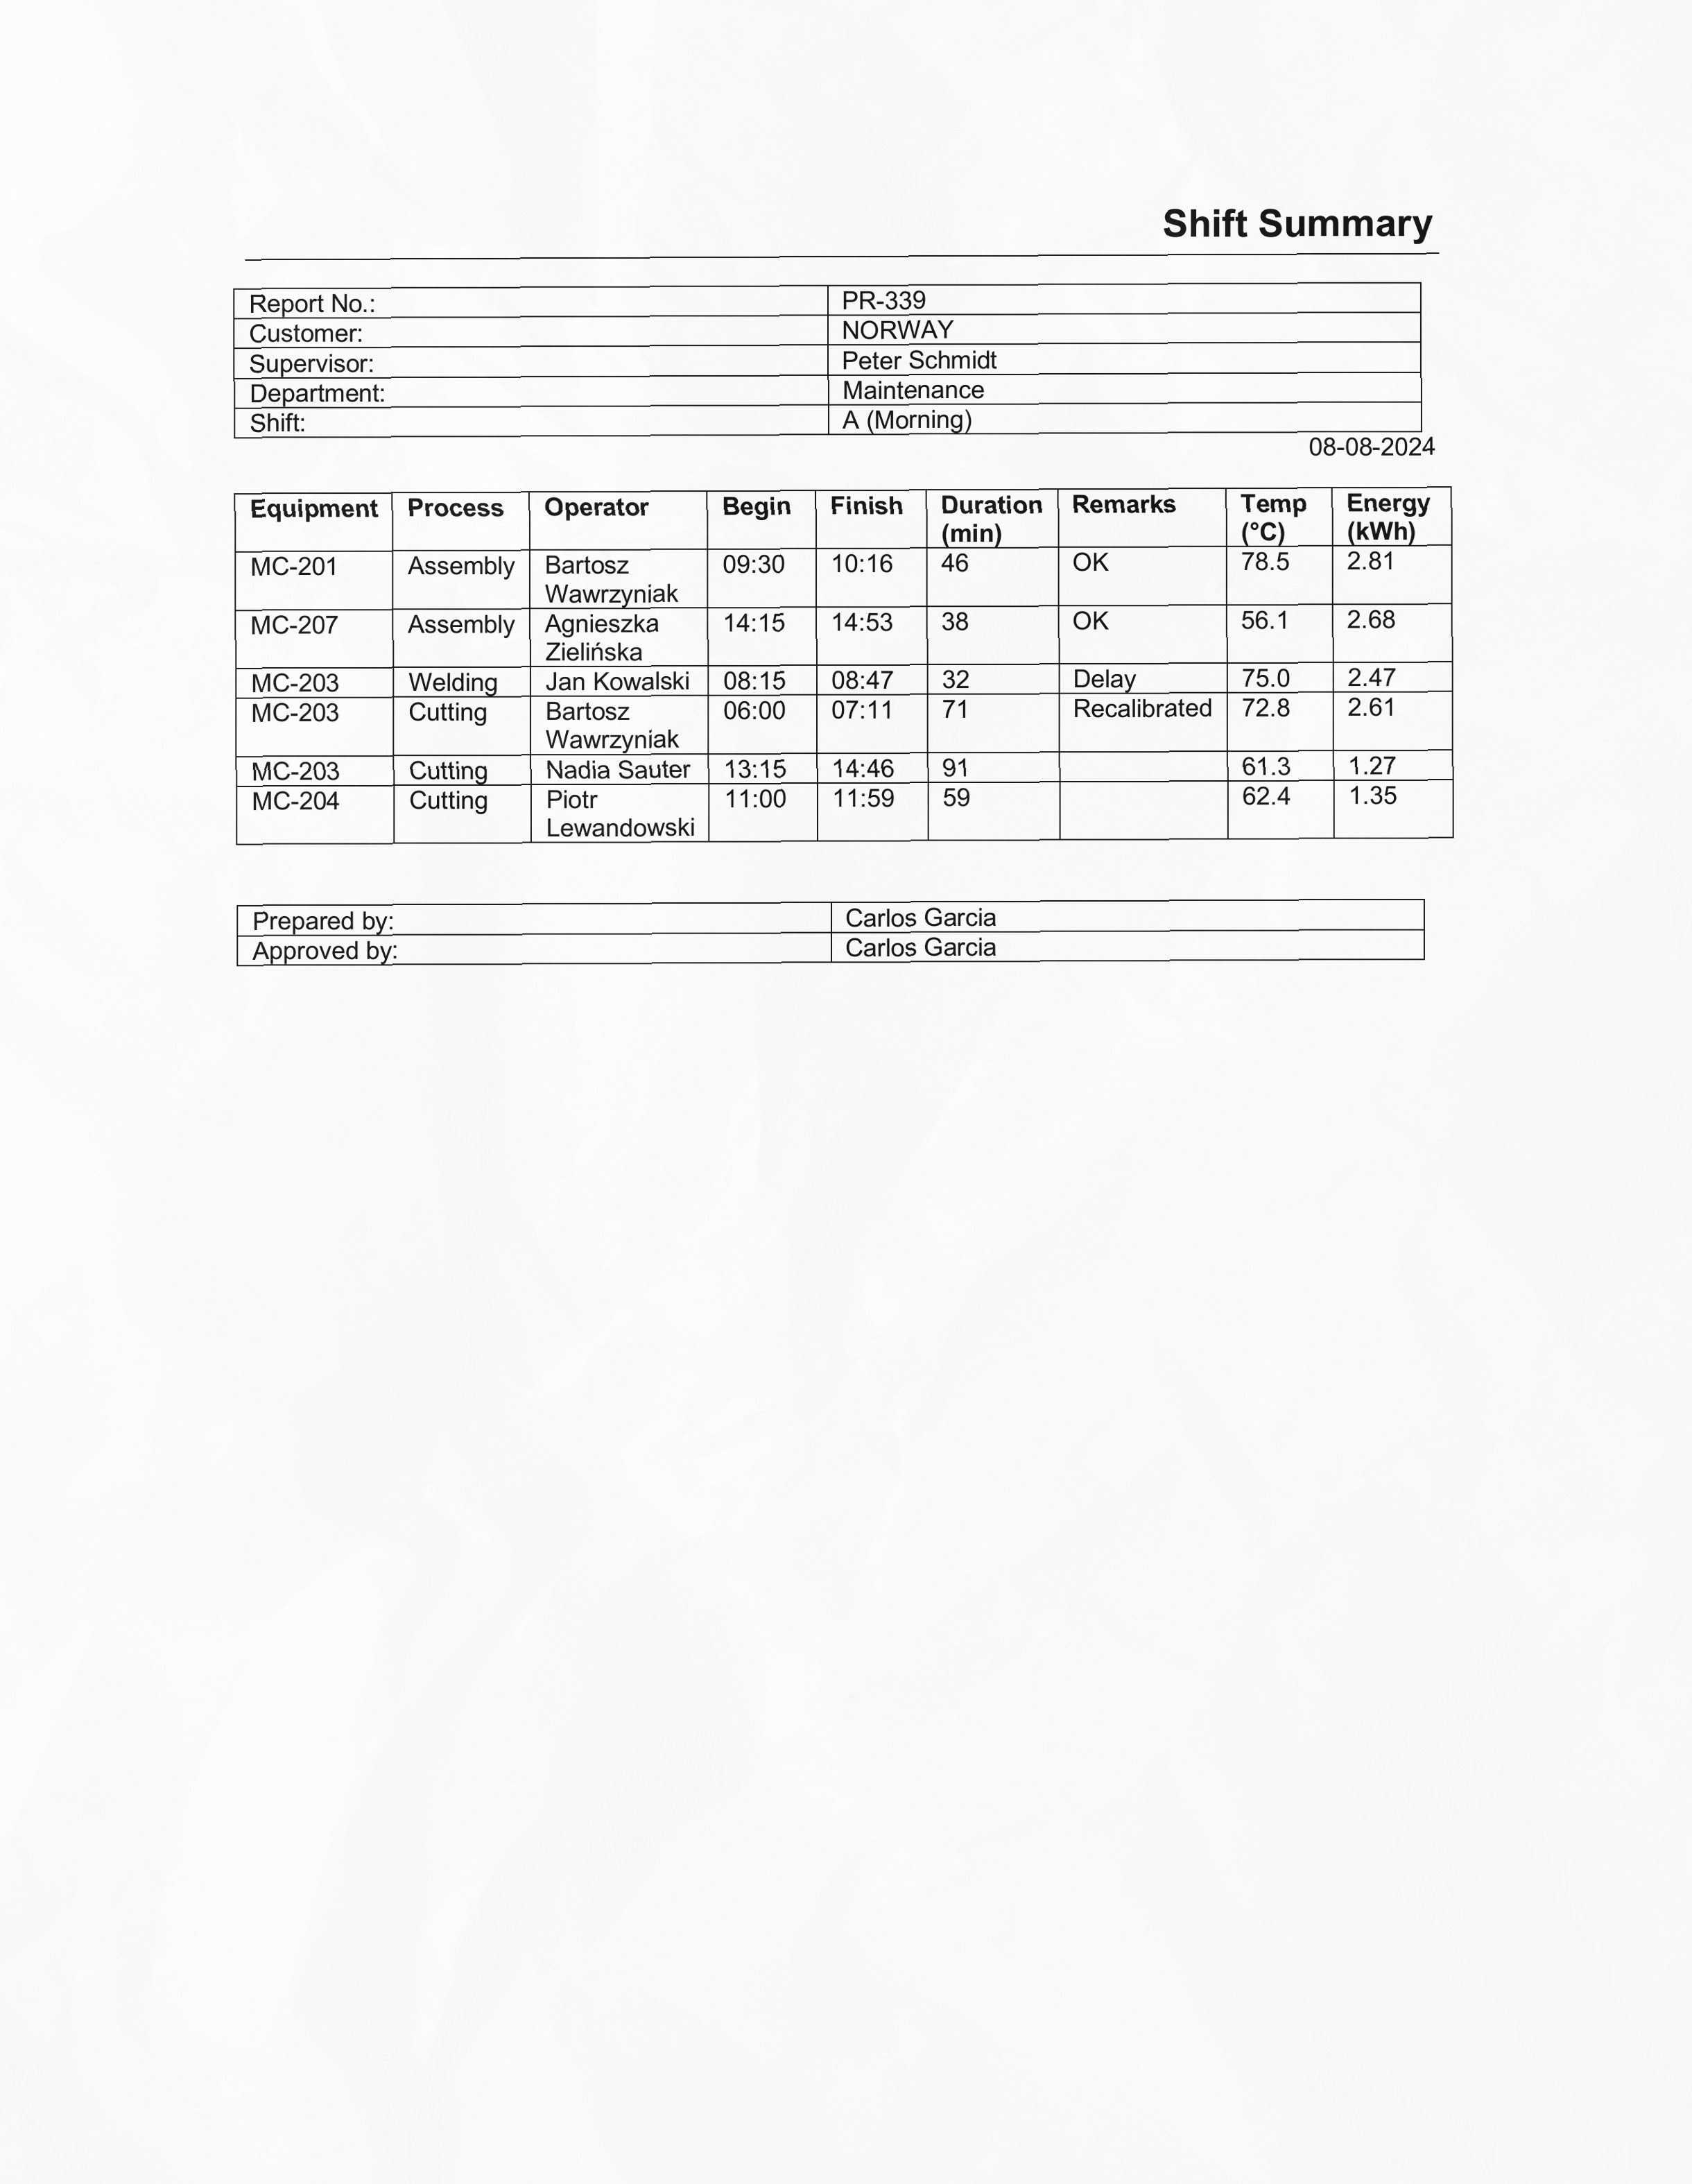 Shift Summary
Report No.: PR-339
Customer: NORWAY
Supervisor: Peter Schmidt
Department: Maintenance
Shift: A (Morning)
08-08-2024
Equipment Process Operator Begin Finish Duration (min) Remarks Temp (°C) Energy (kWh)
MC-201 Assembly Bartosz Wawrzyniak 09:30 10:16 46 OK 78.5 2.81
MC-207 Assembly Agnieszka Zielińska 14:15 14:53 38 OK 56.1 2.68
MC-203 Welding Jan Kowalski 08:15 08:47 32 Delay 75.0 2.47
MC-203 Cutting Bartosz Wawrzyniak 06:00 07:11 71 Recalibrated 72.8 2.61
MC-203 Cutting Nadia Sauter 13:15 14:46 91 61.3 1.27
MC-204 Cutting Piotr Lewandowski 11:00 11:59 59 62.4 1.35
Prepared by: Carlos Garcia
Approved by: Carlos Garcia